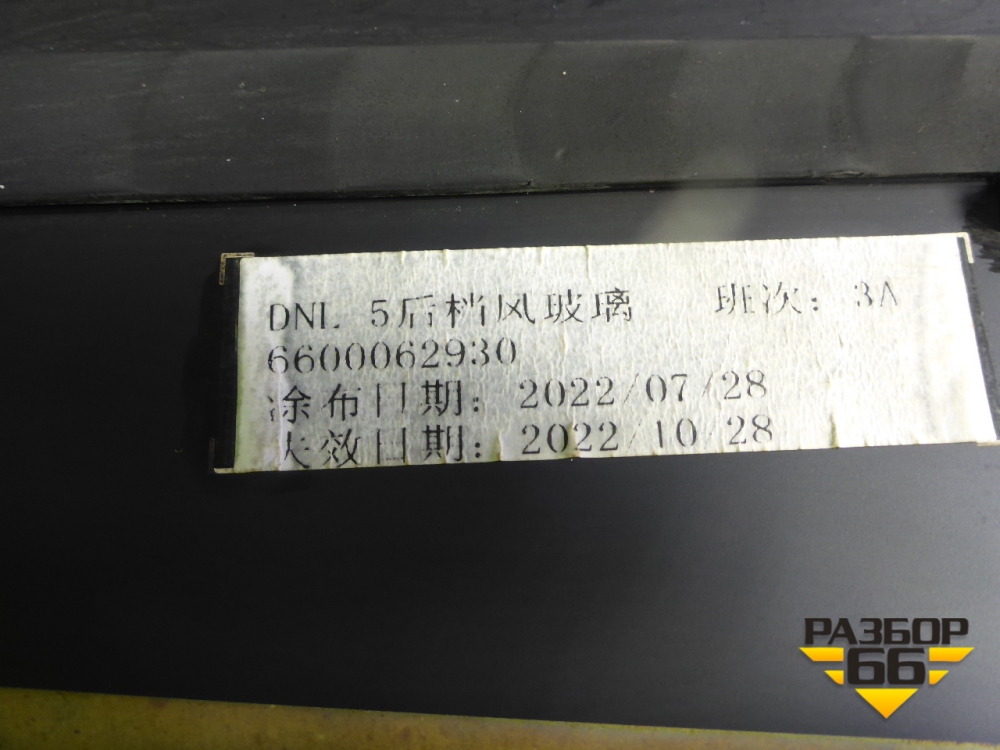 DNL 5后档风玻璃 班次: 3A
6600062930
涂布日期: 2022/07/28
失效日期: 2022/10/28
РАЗБОР
66